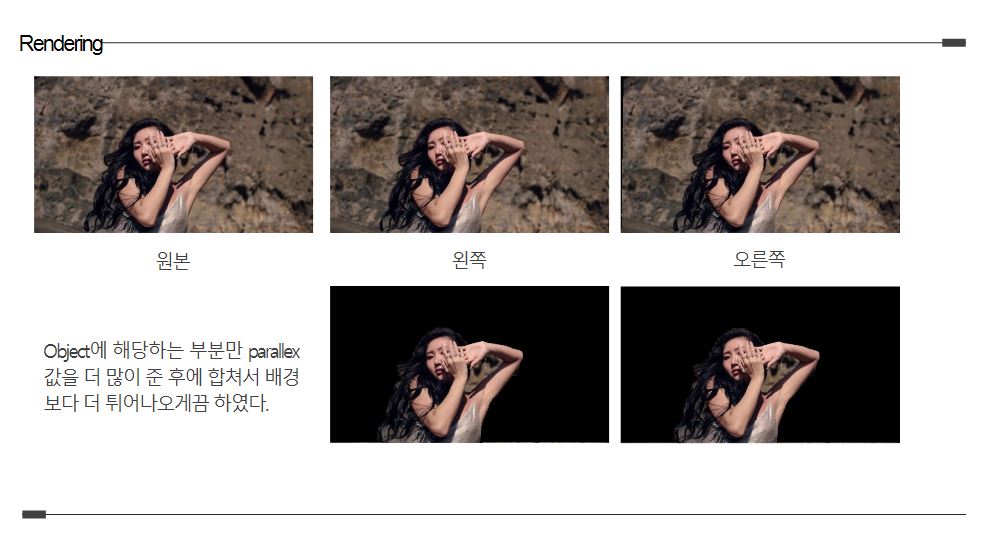 Rendering
원본
왼쪽
오른쪽
Object에 해당하는 부분만 parallex
값을 더 많이 준 후에 합쳐서 배경
보다 더 튀어나오게끔 하였다.